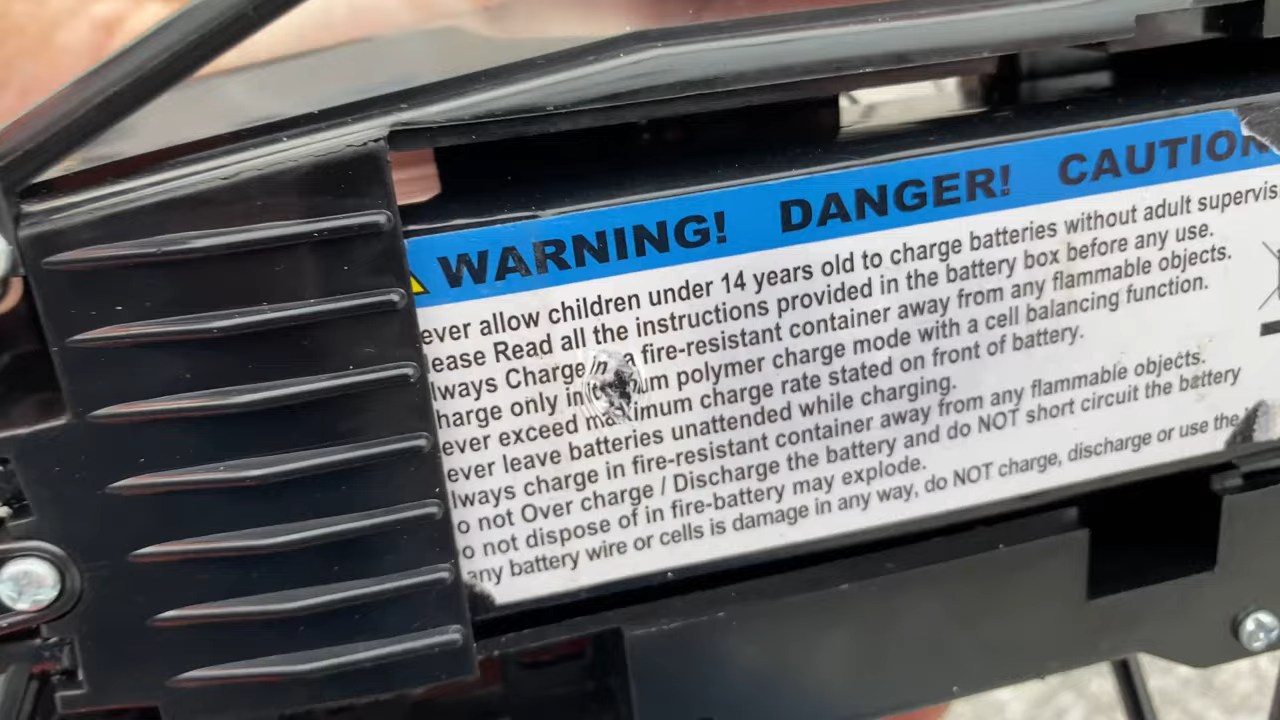 WARNING! DANGER! CAUTION
ever allow children under 14 years old to charge batteries without adult supervis
ease Read all the instructions provided in the battery box before any use.
lways Charge in a fire-resistant container away from any flammable objects.
harge only in um polymer charge mode with a cell balancing function.
ever exceed maximum charge rate stated on front of battery.
ever leave batteries unattended while charging.
lways charge in fire-resistant container away from any flammable objects.
o not Over charge / Discharge the battery and do NOT short circuit the battery
o not dispose of in fire-battery may explode.
any battery wire or cells is damage in any way, do NOT charge, discharge or use the